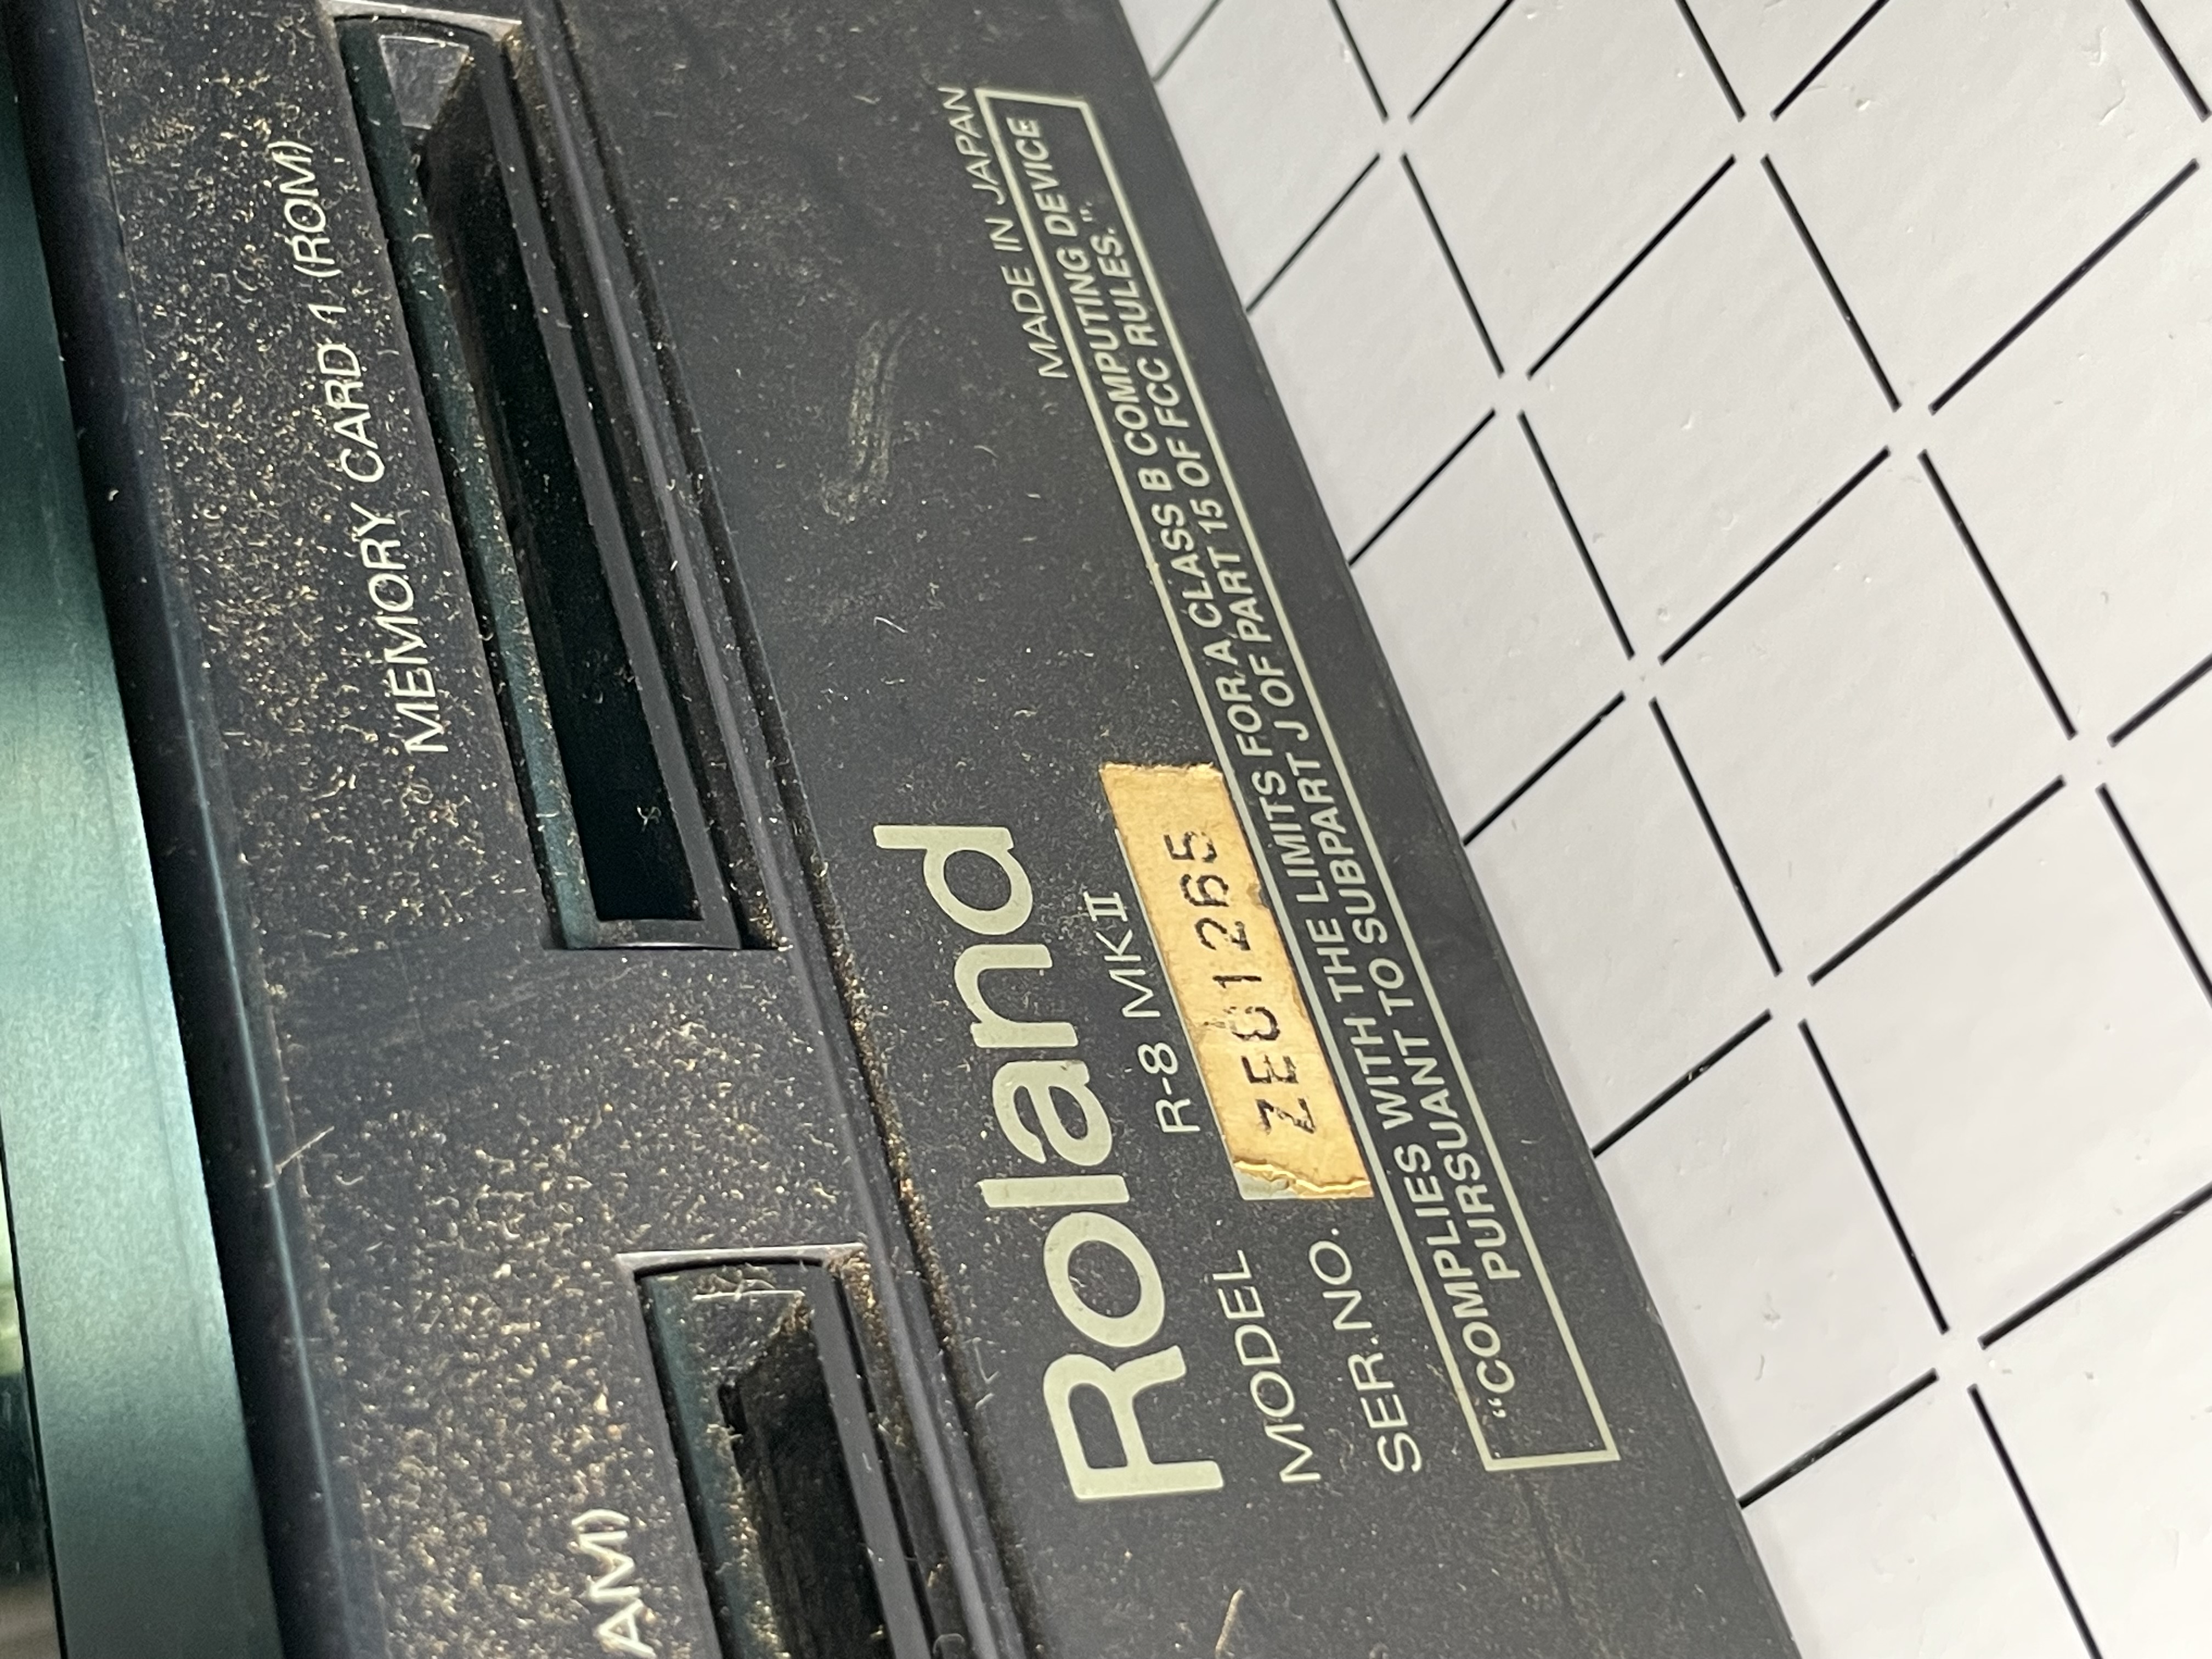 MEMORY CARD 1 (ROM)
AM)
Roland
MODEL R-8 MKII
SER.NO. ZE01265
MADE IN JAPAN
"COMPLIES WITH THE LIMITS FOR A CLASS B COMPUTING DEVICE
PURSUANT TO SUBPART J OF PART 15 OF FCC RULES."